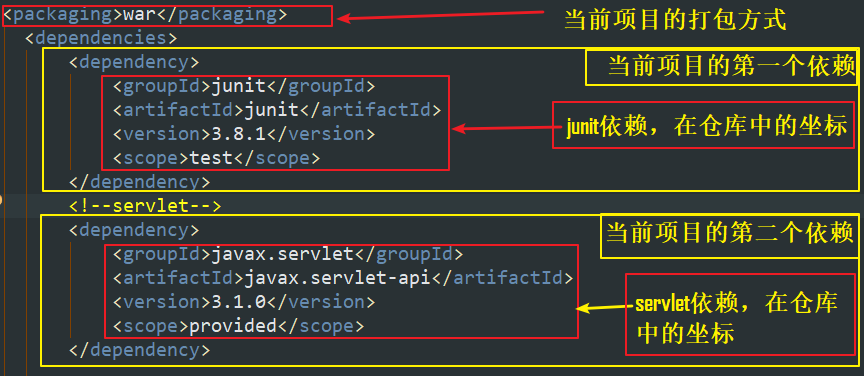 <packaging>war</packaging>
当前项目的打包方式
<dependencies>
<dependency>
当前项目的第一个依赖
<groupId>junit</groupId>
<artifactId>junit</artifactId>
<version>3.8.1</version>
junit依赖，在仓库中的坐标
<scope>test</scope>
</dependency>
<!--servlet-->
<dependency>
当前项目的第二个依赖
<groupId>javax.servlet</groupId>
<artifactId>javax.servlet-api</artifactId>
<version>3.1.0</version>
servlet依赖，在仓库
中的坐标
<scope>provided</scope>
</dependency>